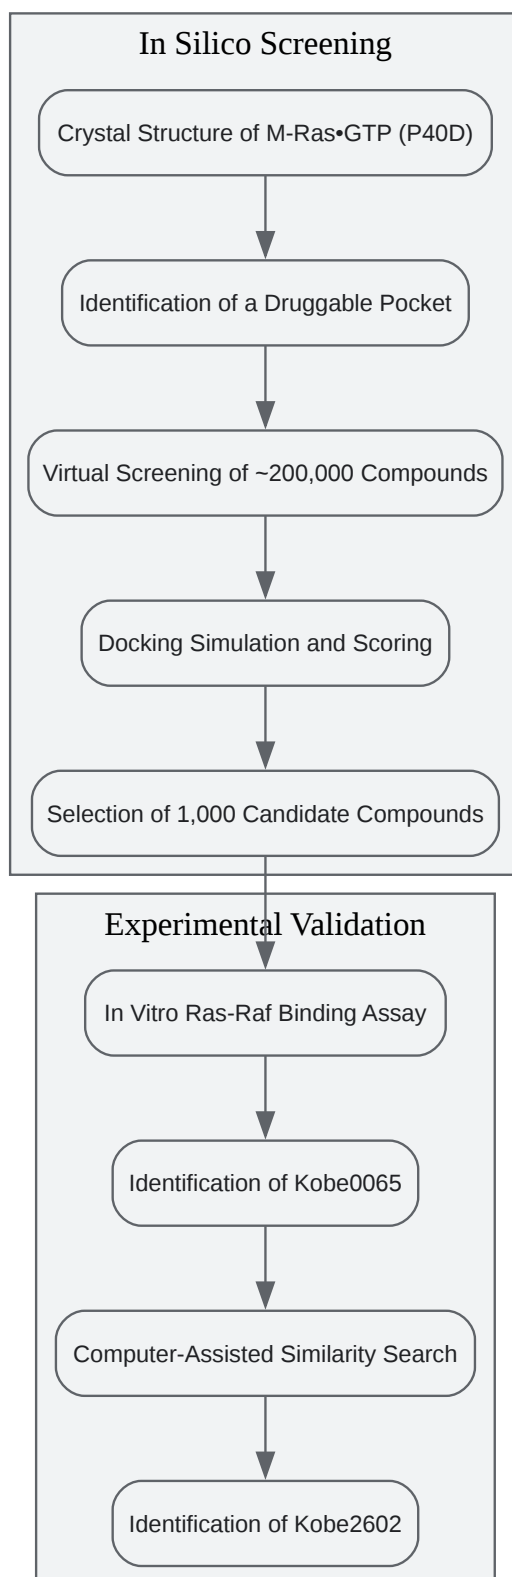 In Silico Screening
Crystal Structure of M-Ras•GTP (P40D)
Identification of a Druggable Pocket
Virtual Screening of ~200,000 Compounds
Docking Simulation and Scoring
Selection of 1,000 Candidate Compounds
Experimental Validation
In Vitro Ras-Raf Binding Assay
Identification of Kobe0065
Computer-Assisted Similarity Search
Identification of Kobe2602